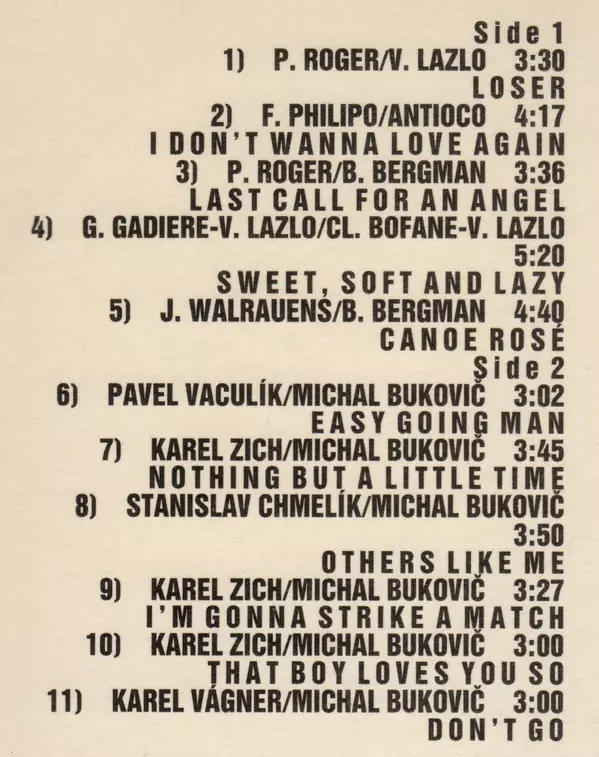 Side 1
1) P. ROGER/V. LAZLO 3:30
LOSER
2) F. PHILIPO/ANTIOCO 4:17
I DON'T WANNA LOVE AGAIN
3) P. ROGER/B. BERGMAN 3:36
LAST CALL FOR AN ANGEL
4) G. GADIERE-V. LAZLO/CL. BOFANE-V. LAZLO
5:20
SWEET, SOFT AND LAZY
5) J. WALRAUENS/B. BERGMAN 4:40
CANOE ROSÉ
Side 2
6) PAVEL VACULÍK/MICHAL BUKOVIČ 3:02
EASY GOING MAN
7) KAREL ZICH/MICHAL BUKOVIČ 3:45
NOTHING BUT A LITTLE TIME
8) STANISLAV CHMELÍK/MICHAL BUKOVIČ
3:50
OTHERS LIKE ME
9) KAREL ZICH/MICHAL BUKOVIČ 3:27
I'M GONNA STRIKE A MATCH
10) KAREL ZICH/MICHAL BUKOVIČ 3:00
THAT BOY LOVES YOU SO
11) KAREL VÁGNER/MICHAL BUKOVIČ 3:00
DON'T GO